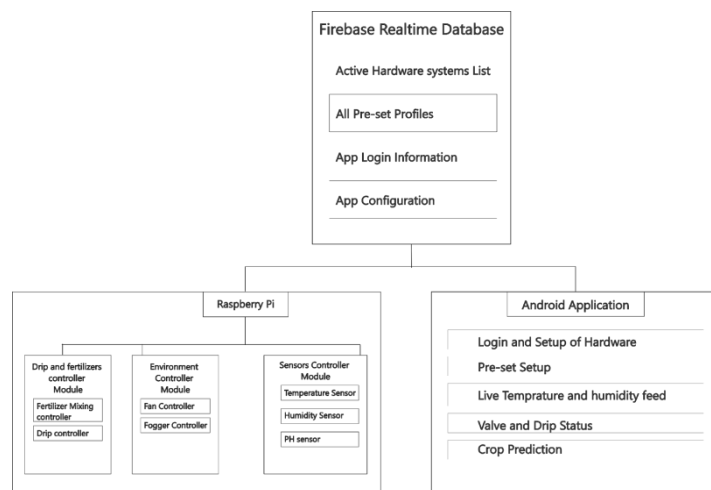 Firebase Realtime Database
Active Hardware systems List
All Pre-set Profiles
App Login Information
App Configuration
Raspberry Pi
Drip and fertilizers
controller
Module
Fertilizer Mixing
controller
Drip controller
Environment
Controller
Module
Fan Controller
Fogger Controller
Sensors Controller
Module
Temperature Sensor
Humidity Sensor
PH sensor
Android Application
Login and Setup of Hardware
Pre-set Setup
Live Temprature and humidity feed
Valve and Drip Status
Crop Prediction